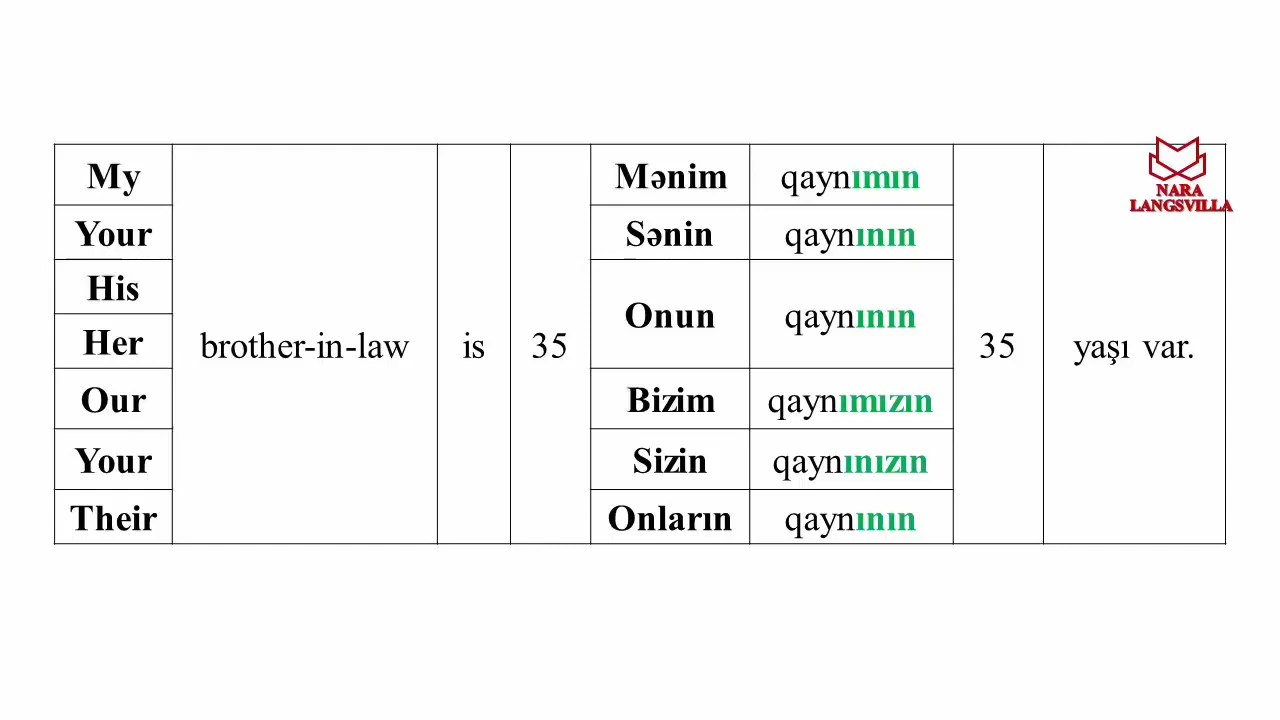 My brother-in-law is 35 Mənim qaynımın 35 yaşı var.
Your Sənin qaynının
His Onun qaynının
Her
Our Bizim qaynımızın
Your Sizin qaynınızın
Their Onların qaynının
NARA
LANGSVILLA